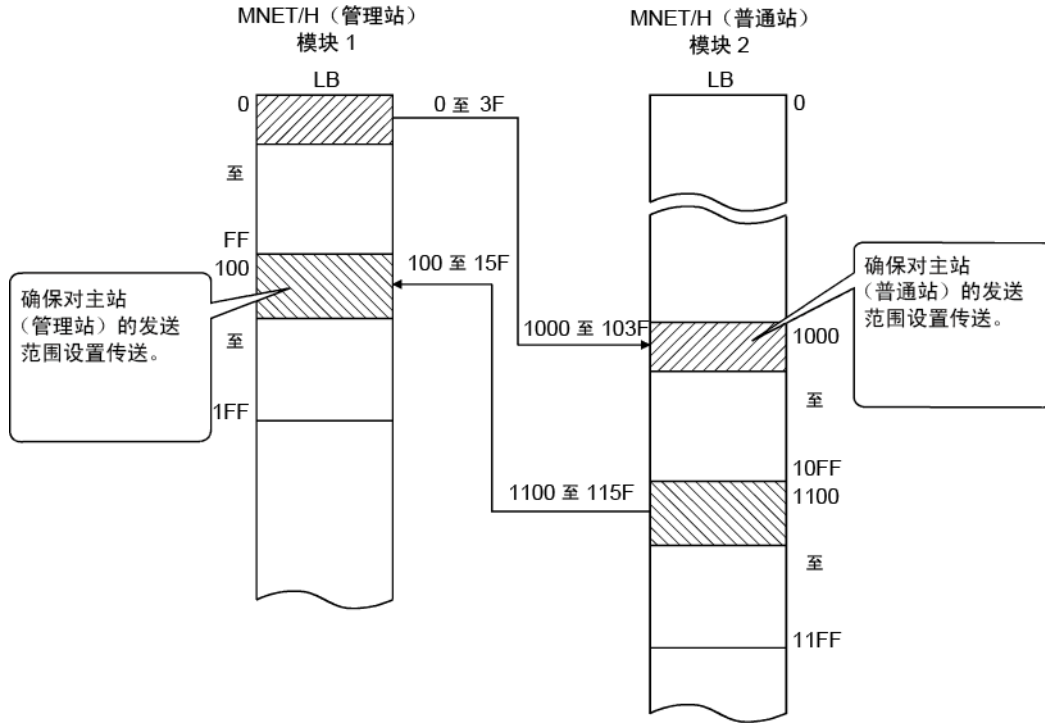 MNET/H（管理站）
模块 1
LB
MNET/H（普通站）
模块 2
LB
0
0 至 3F
0
至
FF
100
100 至 15F
确保对主站
（管理站）的发送
范围设置传送。
确保对主站
（普通站）的发送
范围设置传送。
至
1000 至 103F
1000
至
1FF
10FF
1100 至 115F
1100
至
11FF